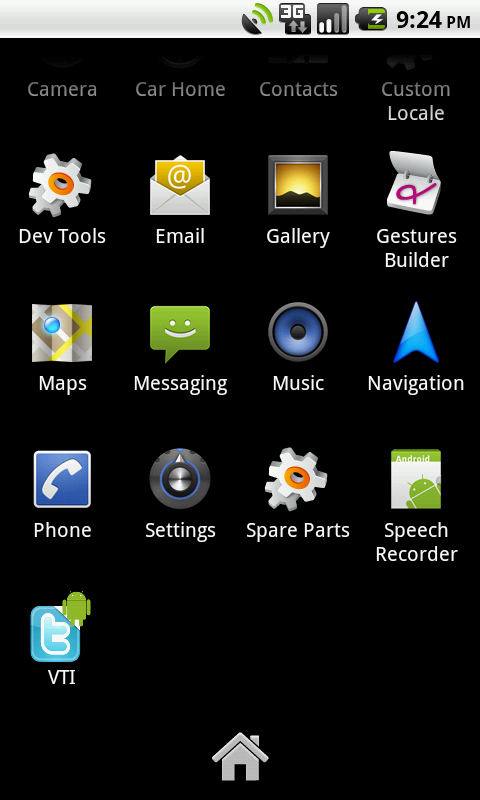 3G 9:24 PM
Camera Car Home Contacts Custom
Locale
@
Dev Tools Email Gallery Gestures
Builder
Maps Messaging Music Navigation
Android
Phone Settings Spare Parts Speech
Recorder
t
VTI